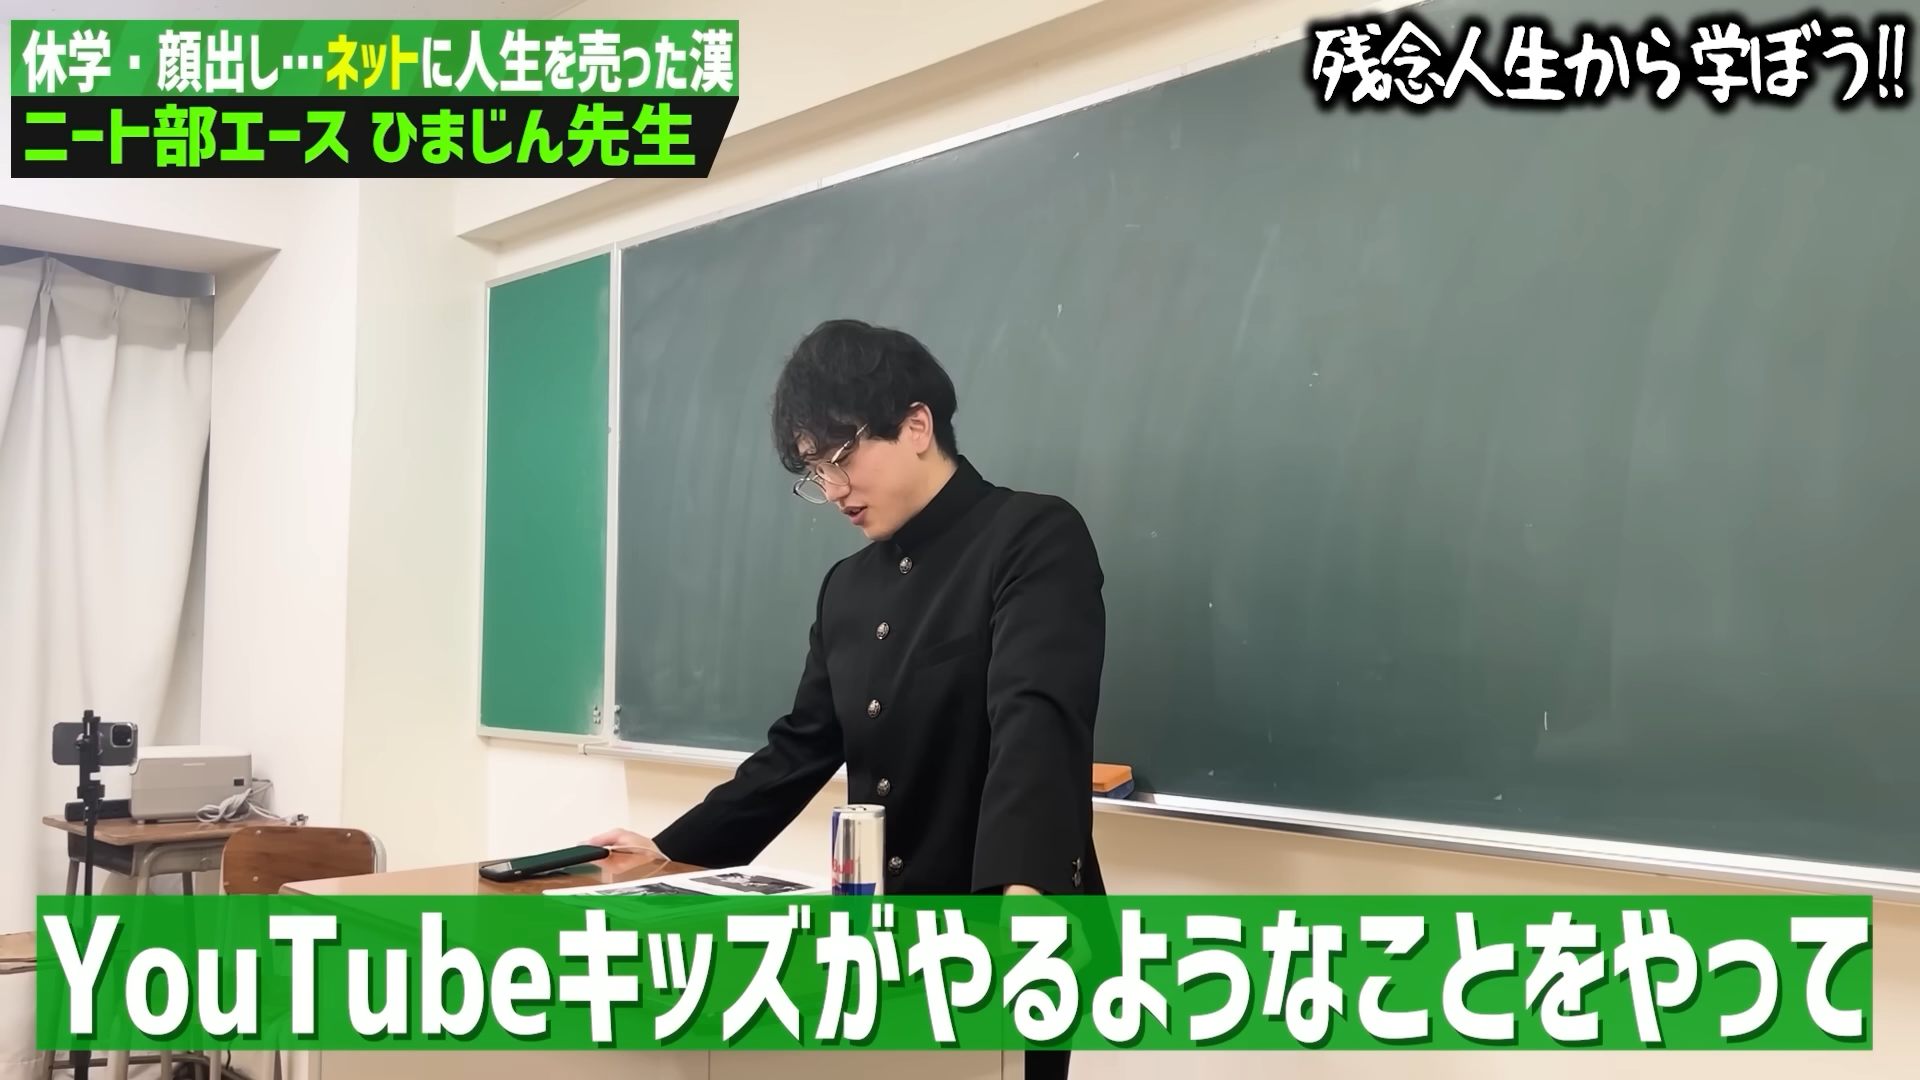 休学・顔出し…ネットに人生を売った漢
ニート部エース ひまじん先生
残念人生から学ぼう!!
YouTubeキッズがやるようなことをやって